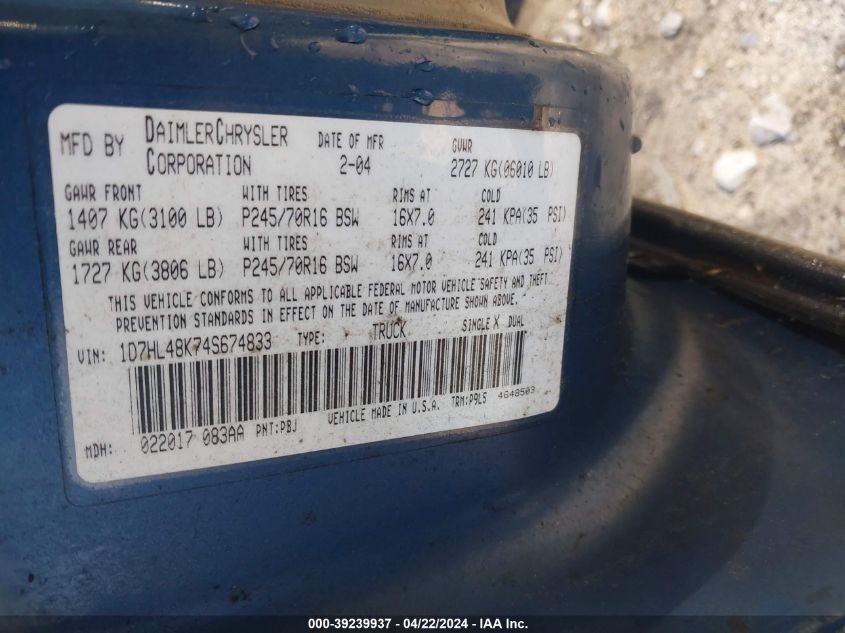 MFD BY DAIMLERCHRYSLER CORPORATION DATE OF MFR 2-04 GVWR 2727 KG(06010 LB)
GAWR FRONT WITH TIRES RIMS AT COLD
1407 KG(3100 LB) P245/70R16 BSW 16X7.0 241 KPA(35 PSI)
GAWR REAR WITH TIRES RIMS AT COLD
1727 KG(3806 LB) P245/70R16 BSW 16X7.0 241 KPA(35 PSI)
THIS VEHICLE CONFORMS TO ALL APPLICABLE FEDERAL MOTOR VEHICLE SAFETY AND THEFT
PREVENTION STANDARDS IN EFFECT ON THE DATE OF MANUFACTURE SHOWN ABOVE.
VIN: 1D7HL48K74S674833 TYPE: TRUCK SINGLE X DUAL
MDH: 022017 083AA PNT:PBJ VEHICLE MADE IN U.S.A. TRM:P9L5 4648503
000-39239937 - 04/22/2024 - IAA Inc.